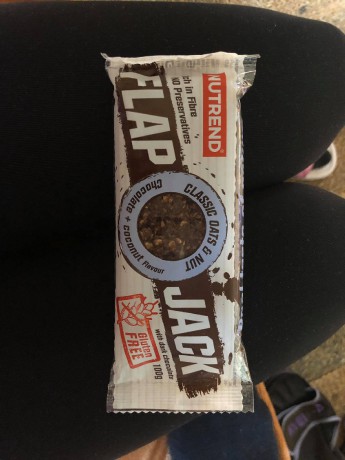 NUTREND
ch in Fibre
NO Preservatives
FLAP
JACK
CLASSIC OATS & NUT
Chocolate + coconut Flavour
with dark chocolate
100g
Gluten
FREE